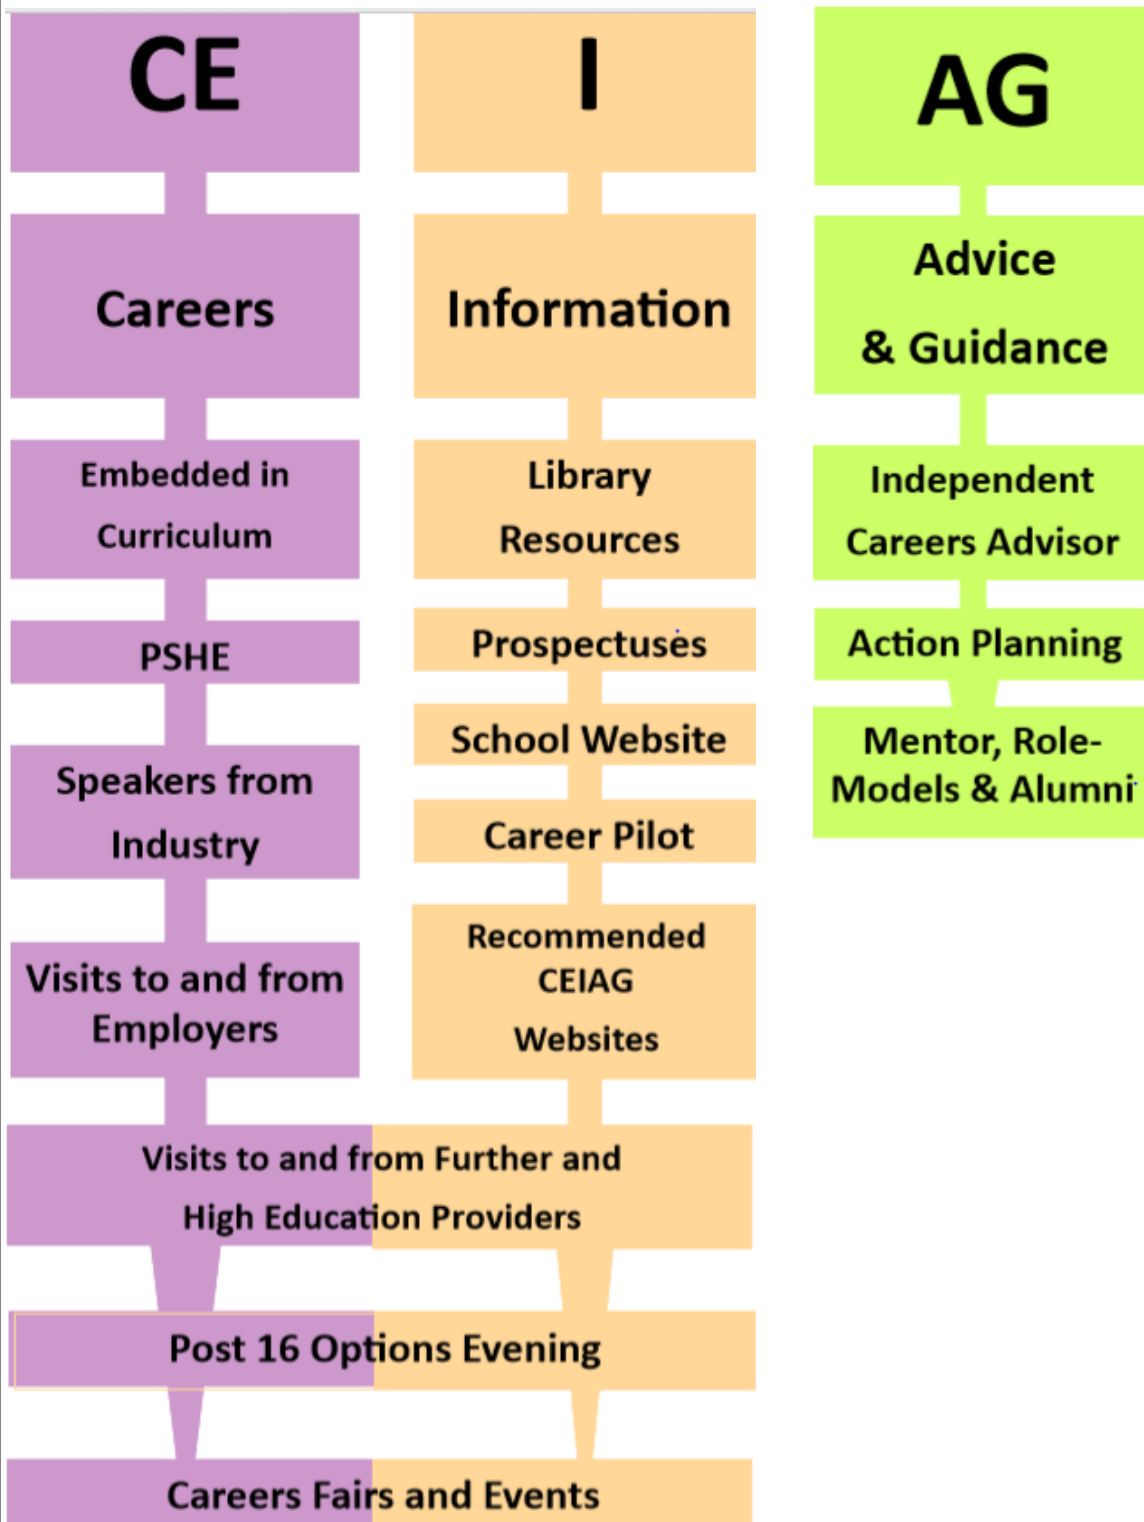 CE
Careers
Embedded in
Curriculum
PSHE
Speakers from
Industry
Visits to and from
Employers
I
Information
Library
Resources
Prospectuses
School Website
Career Pilot
Recommended
CEIAG
Websites
Visits to and from Further and
High Education Providers
Post 16 Options Evening
Careers Fairs and Events
AG
Advice
& Guidance
Independent
Careers Advisor
Action Planning
Mentor, Role-
Models & Alumni